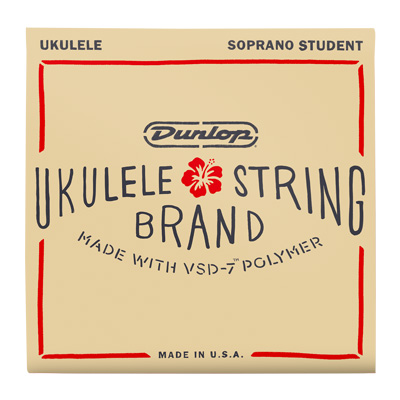 UKULELE SOPRANO STUDENT
Dunlop
UKULELE STRING
BRAND
MADE WITH VSD-7™ POLYMER
MADE IN U.S.A.